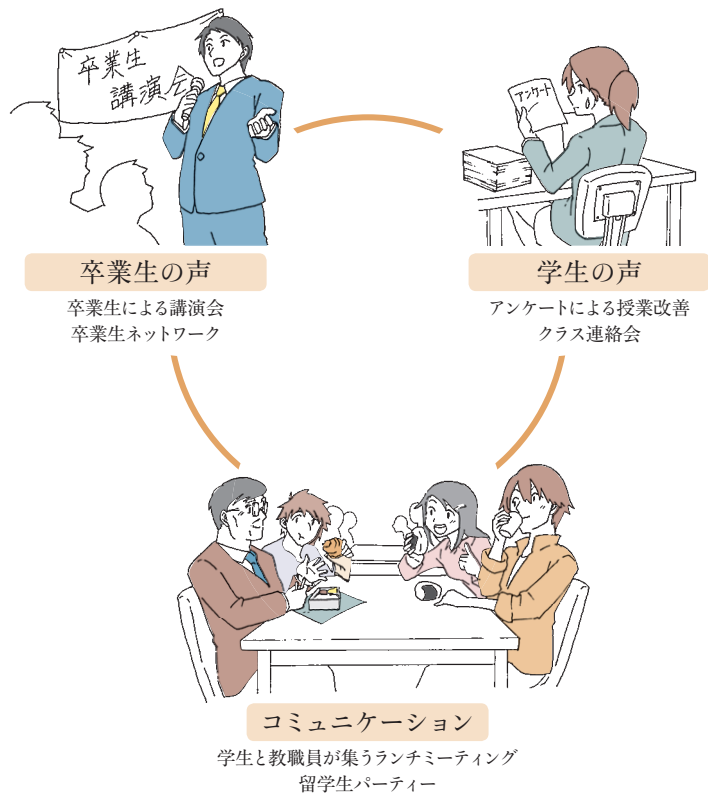 卒業生
講演会
アンケート
卒業生の声
卒業生による講演会
卒業生ネットワーク
学生の声
アンケートによる授業改善
クラス連絡会
コミュニケーション
学生と教職員が集うランチミーティング
留学生パーティー